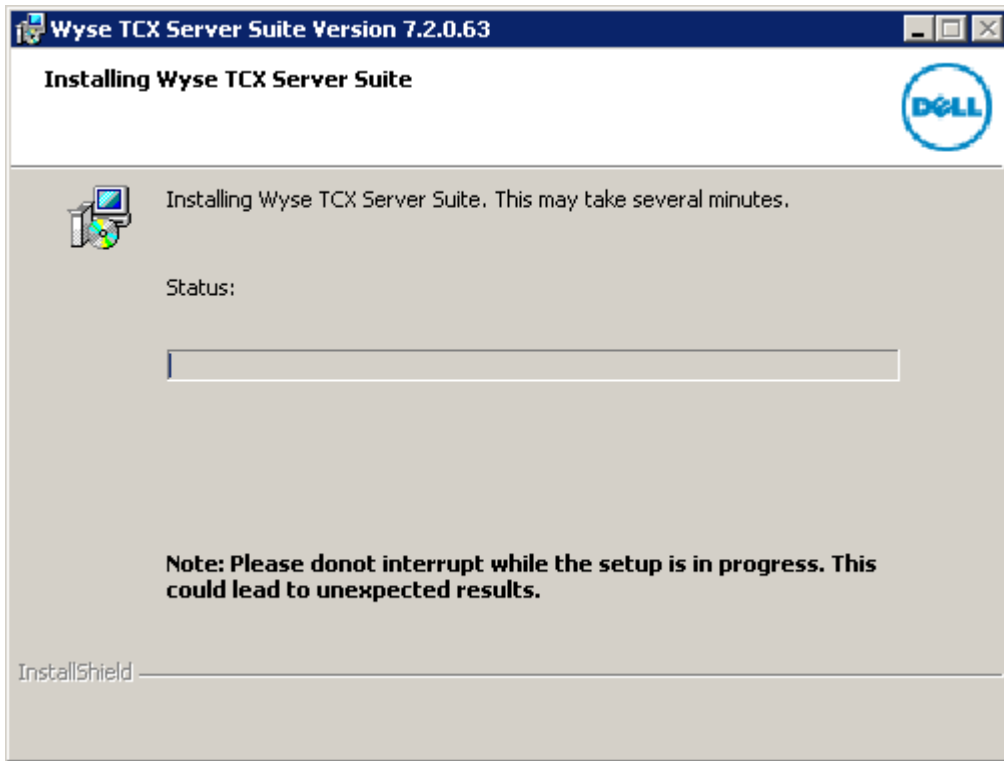 Wyse TCX Server Suite Version 7.2.0.63
Installing Wyse TCX Server Suite
DELL
Installing Wyse TCX Server Suite. This may take several minutes.
Status:
Note: Please donot interrupt while the setup is in progress. This
could lead to unexpected results.
InstallShield